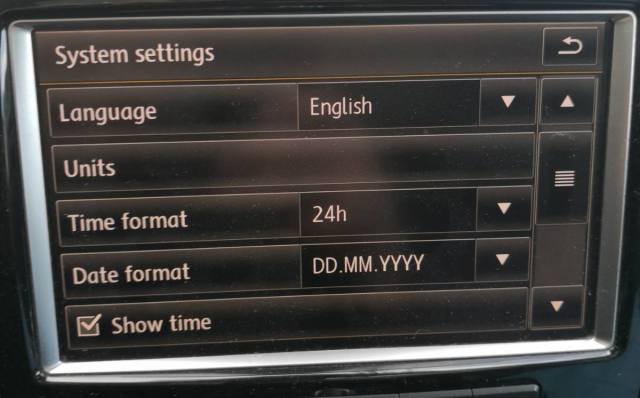 System settings
Language English
Units
Time format 24h
Date format DD.MM.YYYY
Show time